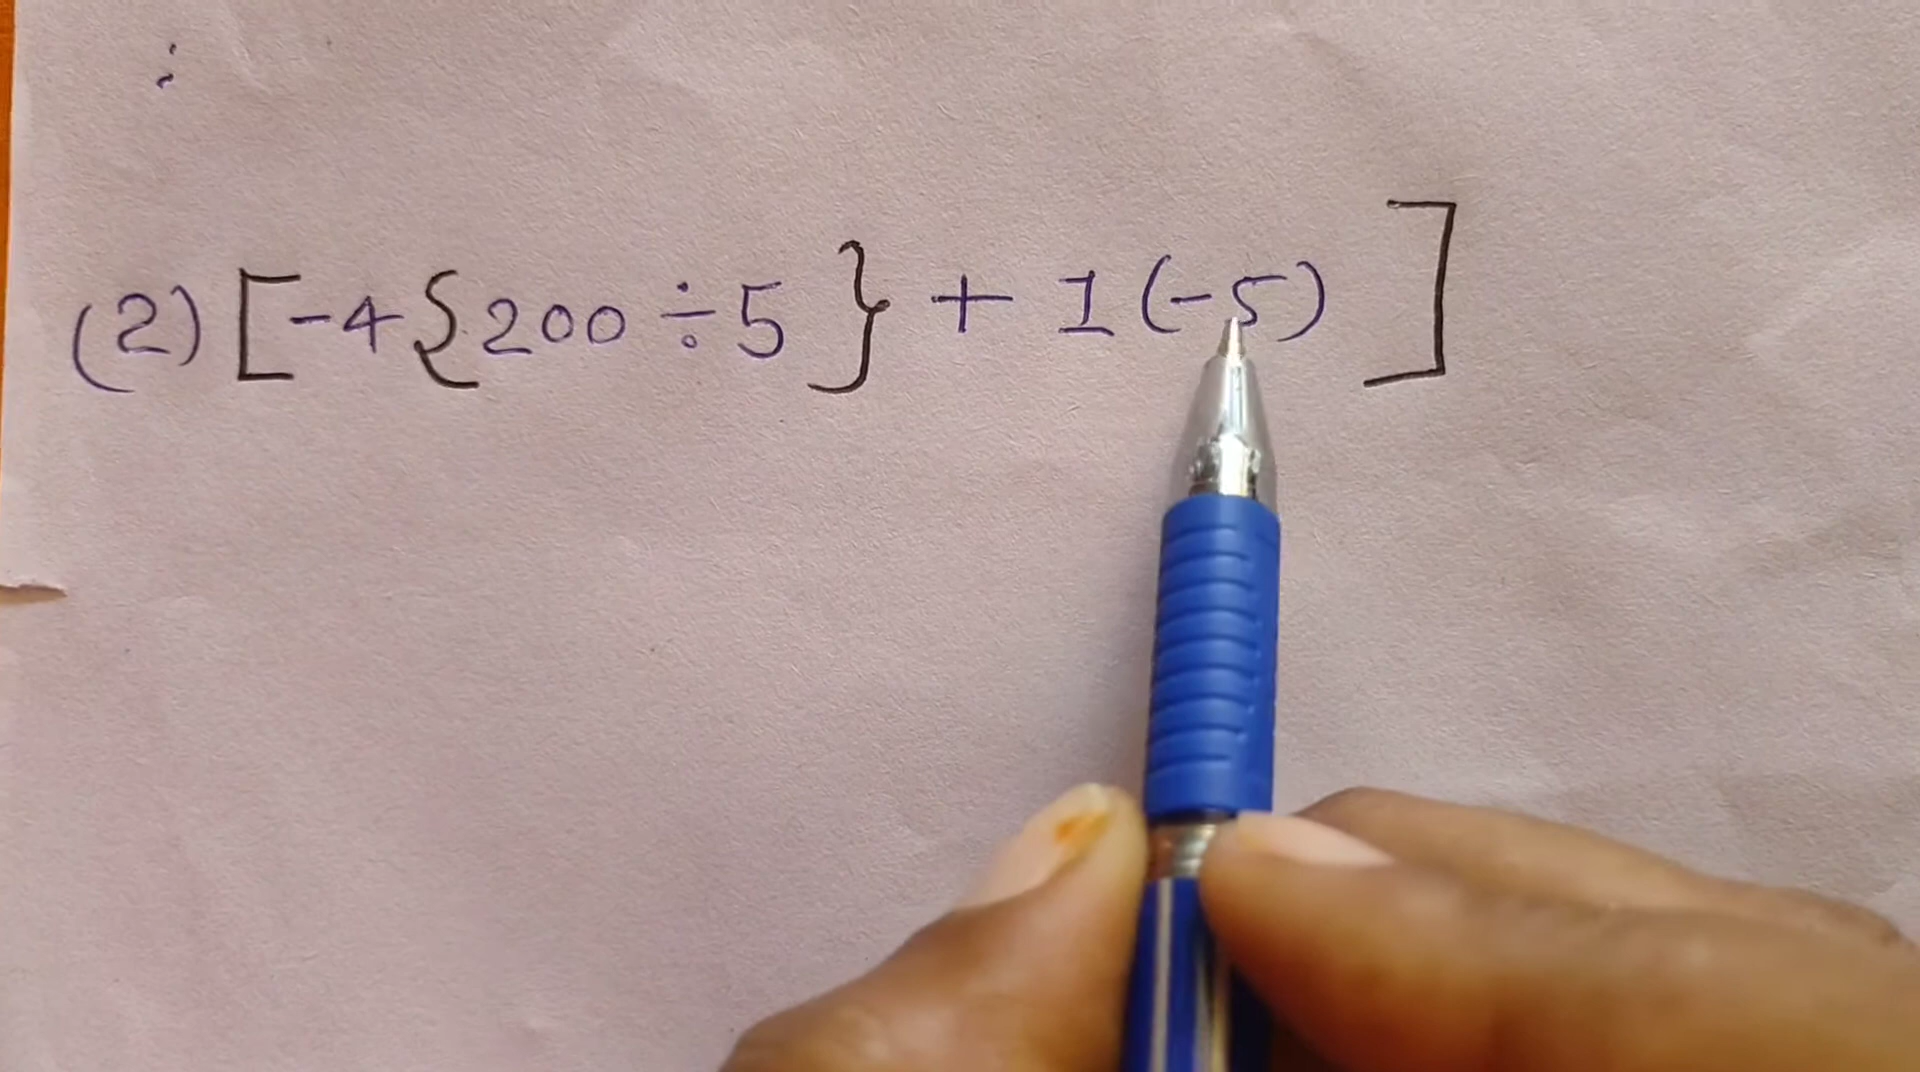 (2) [-4{200÷5} + 1(-5)]